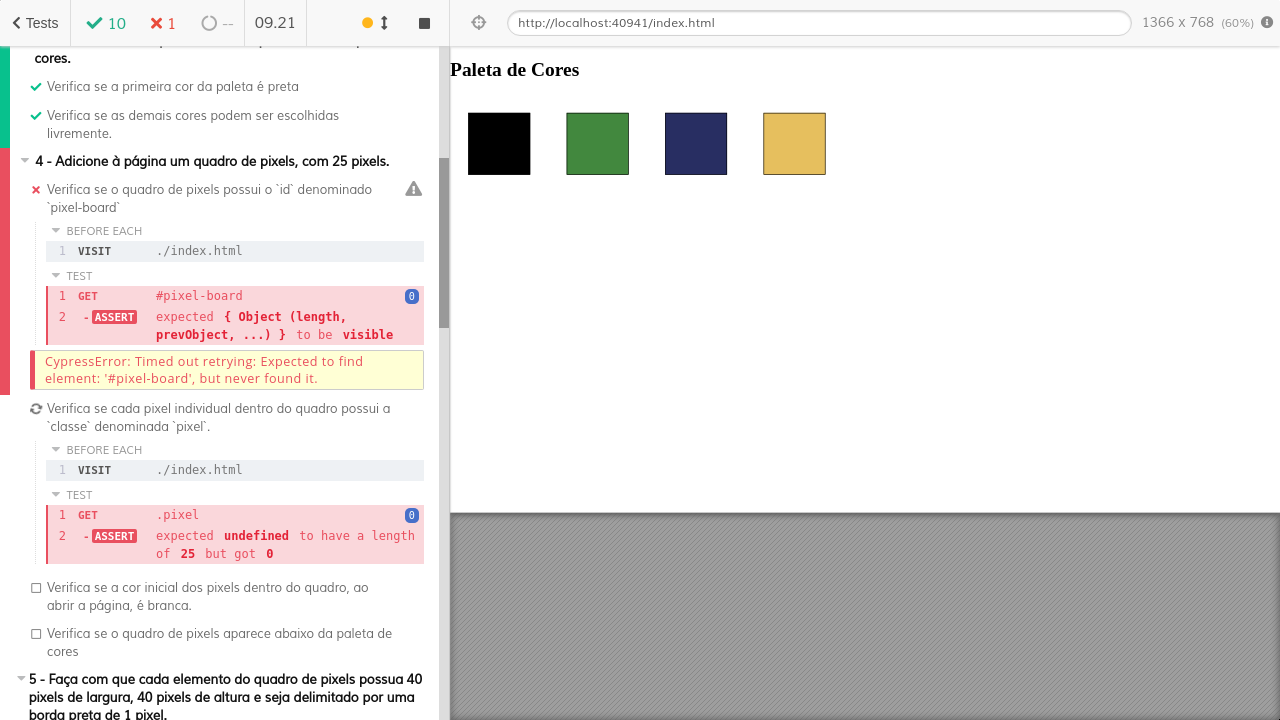 Tests
10
1
--
09.21
http://localhost:40941/index.html
1366 x 768 (60%)
cores.
Verifica se a primeira cor da paleta é preta
Verifica se as demais cores podem ser escolhidas
livremente.
4 - Adicione à página um quadro de pixels, com 25 pixels.
Verifica se o quadro de pixels possui o `id` denominado
`pixel-board`
BEFORE EACH
1 VISIT ./index.html
TEST
1 GET #pixel-board 0
2 - ASSERT expected { Object (length,
prevObject, ...) } to be visible
CypressError: Timed out retrying: Expected to find
element: '#pixel-board', but never found it.
Verifica se cada pixel individual dentro do quadro possui a
`classe` denominada `pixel`.
BEFORE EACH
1 VISIT ./index.html
TEST
1 GET .pixel 0
2 - ASSERT expected undefined to have a length
of 25 but got 0
Verifica se a cor inicial dos pixels dentro do quadro, ao
abrir a página, é branca.
Verifica se o quadro de pixels aparece abaixo da paleta de
cores
5 - Faça com que cada elemento do quadro de pixels possua 40
pixels de largura, 40 pixels de altura e seja delimitado por uma
borda preta de 1 pixel.
Paleta de Cores